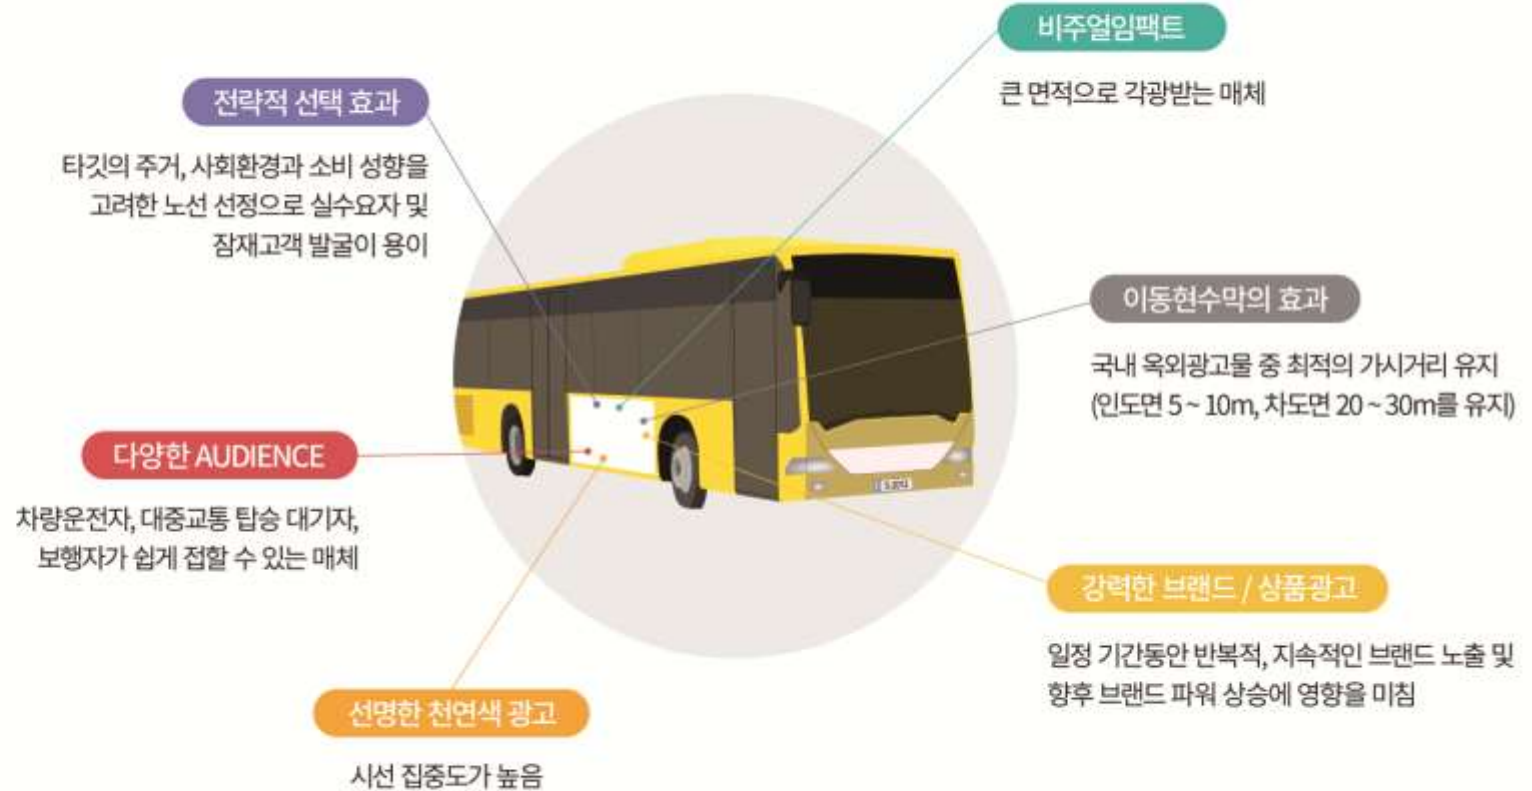 비주얼임팩트
큰 면적으로 각광받는 매체
전략적 선택 효과
타깃의 주거, 사회환경과 소비 성향을
고려한 노선 선정으로 실수요자 및
잠재고객 발굴이 용이
이동현수막의 효과
국내 옥외광고물 중 최적의 가시거리 유지
(인도면 5 ~ 10m, 차도면 20 ~ 30m를 유지)
다양한 AUDIENCE
차량운전자, 대중교통 탑승 대기자,
보행자가 쉽게 접할 수 있는 매체
강력한 브랜드 / 상품광고
일정 기간동안 반복적, 지속적인 브랜드 노출 및
향후 브랜드 파워 상승에 영향을 미침
선명한 천연색 광고
시선 집중도가 높음